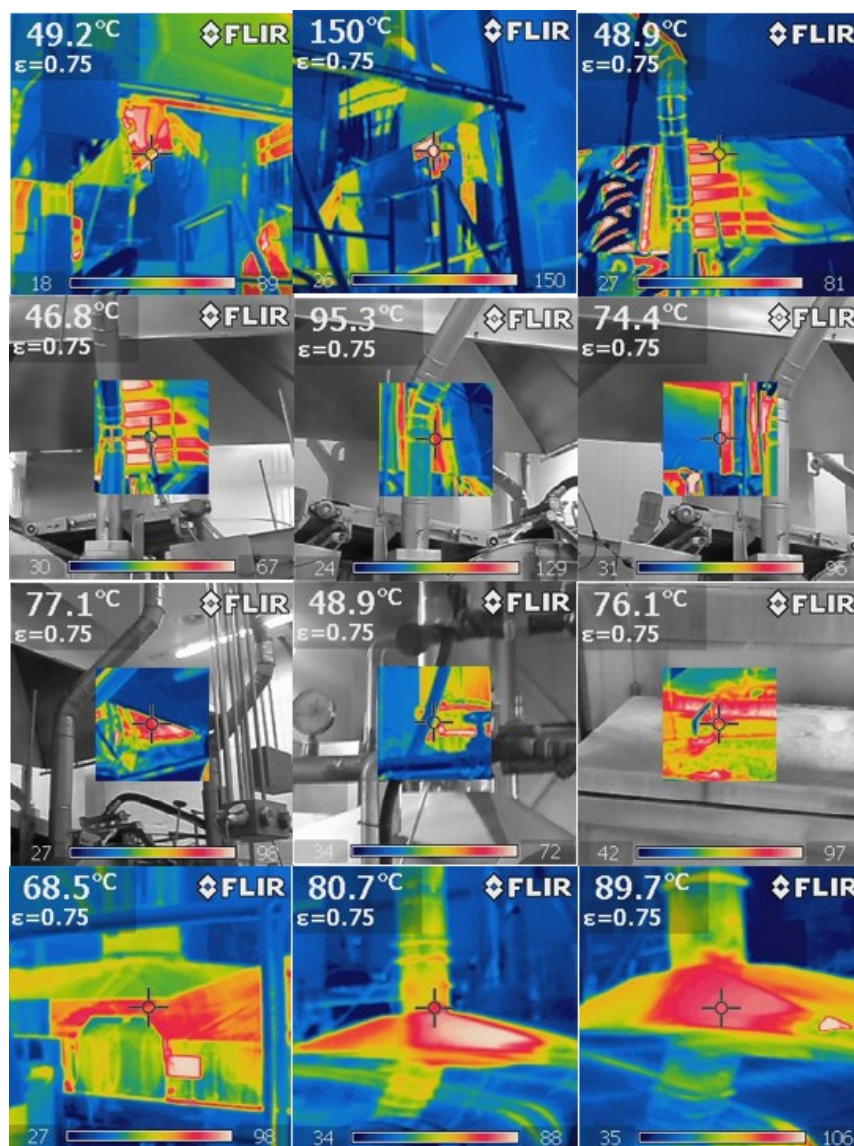 49.2°C FLIR
ε=0.75
18 89
150°C FLIR
ε=0.75
26 150
48.9°C FLIR
ε=0.75
27 81
46.8°C FLIR
ε=0.75
30 67
95.3°C FLIR
ε=0.75
24 129
74.4°C FLIR
ε=0.75
31 96
77.1°C FLIR
ε=0.75
27 98
48.9°C FLIR
ε=0.75
34 72
76.1°C FLIR
ε=0.75
42 97
68.5°C FLIR
ε=0.75
27 98
80.7°C FLIR
ε=0.75
34 88
89.7°C FLIR
ε=0.75
35 106